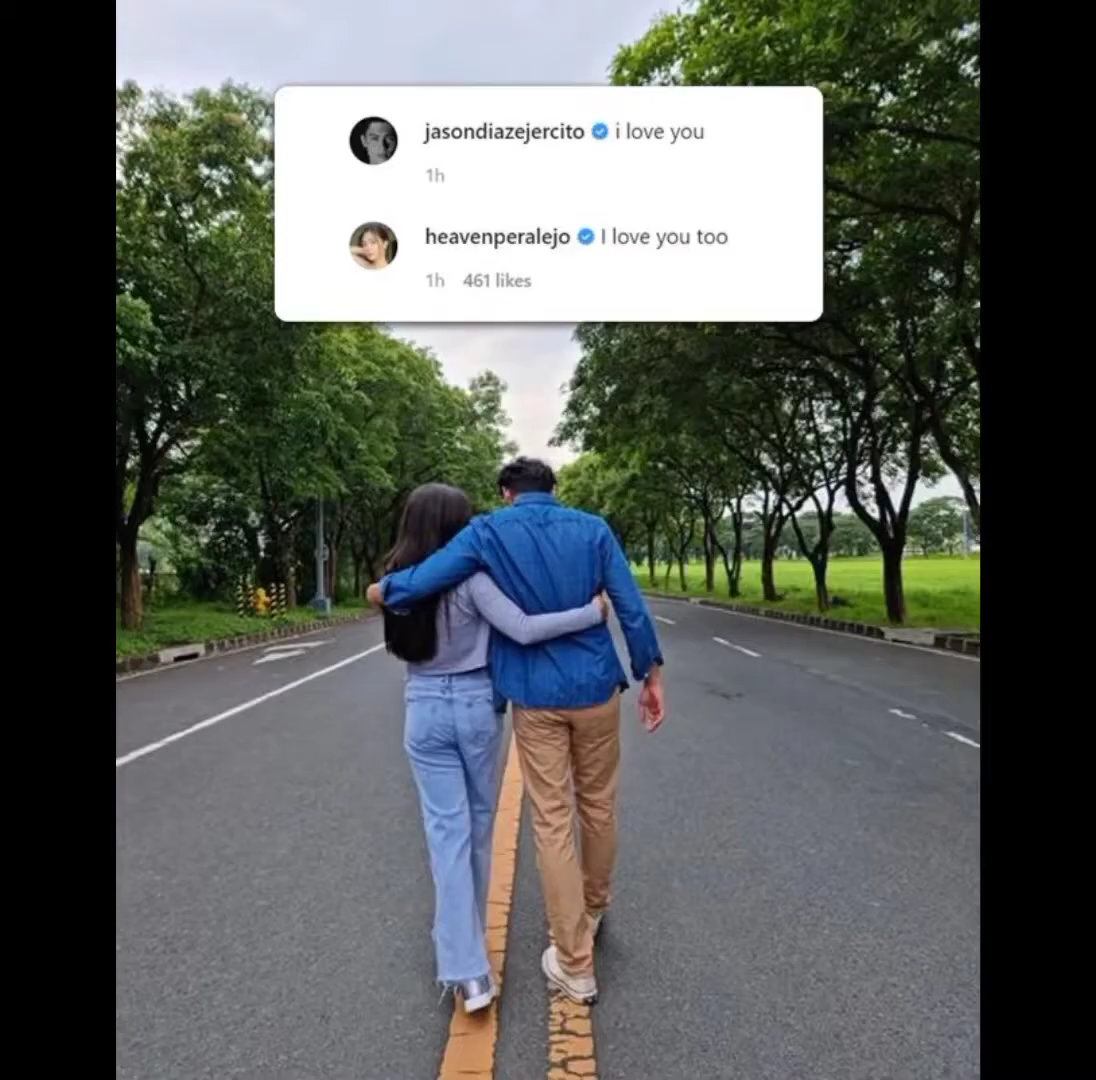 jasondiazejercito i love you
1h
heavenperalejo I love you too
1h 461 likes